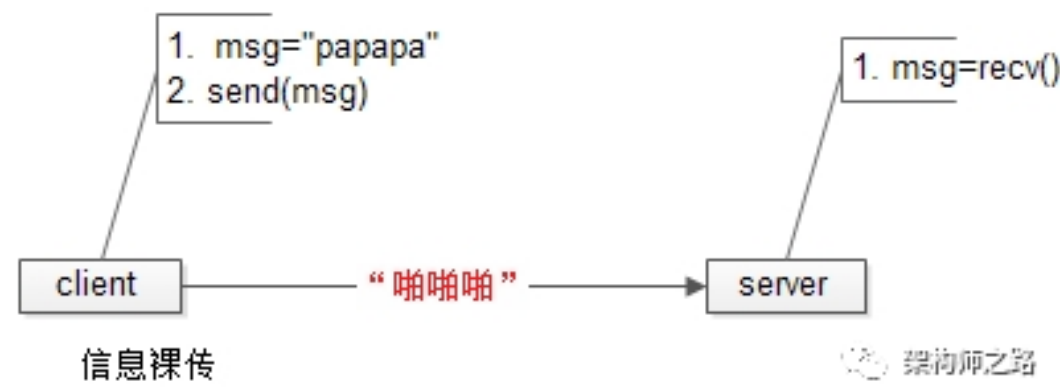 1. msg="papapa"
2. send(msg)
1. msg=recv()
client
“啪啪啪”
server
信息裸传
架构师之路